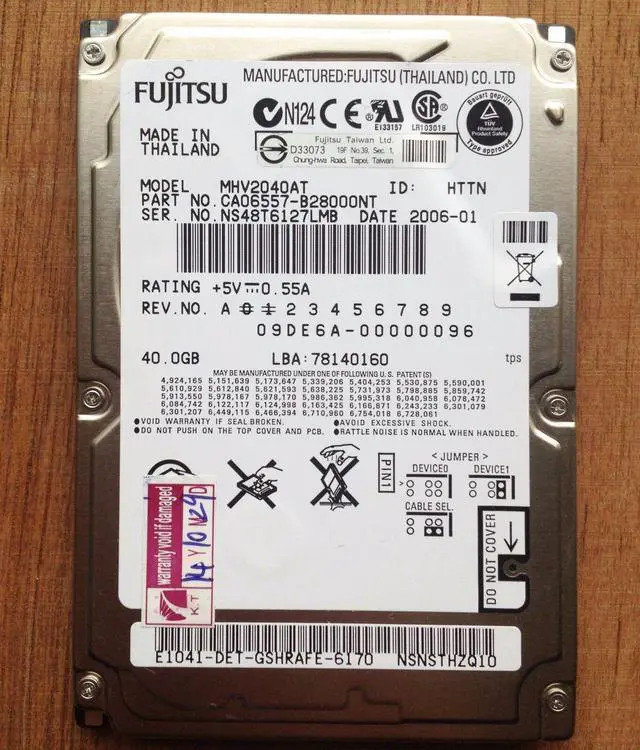 FUJITSU
MANUFACTURED:FUJITSU (THAILAND) CO. LTD
N124 CE
E133157
LR103019
Bauart geprüft
TÜV
Rheinland
Product Safety
Type approved
MADE IN
THAILAND
D33073
Fujitsu Taiwan Ltd.
19F No.39, Sec. 1,
Chung-hwa Road, Taipei, Taiwan
MODEL MHV2040AT ID: HTTN
PART NO. CA06557-B28000NT
SER. NO. NS48T6127LMB DATE 2006-01
RATING +5V 0.55A
REV.NO. A 0 1 2 3 4 5 6 7 8 9
09DE6A-00000096
40.0GB LBA:78140160 tps
MAY BE MANUFACTURED UNDER ONE OF FOLLOWING U.S. PATENT(S)
4,924,165 5,151,639 5,173,647 5,339,206 5,404,253 5,530,875 5,590,001
5,610,929 5,612,840 5,621,593 5,638,225 5,731,973 5,798,885 5,859,742
5,913,550 5,978,167 5,978,170 5,986,362 5,995,318 6,040,958 6,078,472
6,084,742 6,122,117 6,124,998 6,163,425 6,166,871 6,243,233 6,301,079
6,301,207 6,449,115 6,466,394 6,710,960 6,754,018 6,728,061
●VOID WARRANTY IF SEAL BROKEN. ●AVOID EXCESSIVE SHOCK.
●DO NOT PUSH ON THE TOP COVER AND PCB. ●RATTLE NOISE IS NORMAL WHEN HANDLED.
PIN1
<JUMPER>
DEVICE0 DEVICE1
CABLE SEL.
DO NOT COVER
warranty void if damaged
K.T
E1041-DET-GSHRAFE-6170 NSNSTHZQ10